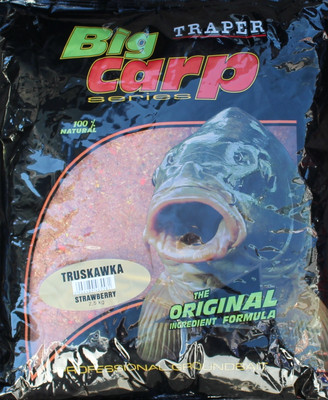 TRAPER
Big
carp
series
100 %
NATURAL
TRUSKAWKA
STRAWBERRY
THE
ORIGINAL
INGREDIENT FORMULA
PROFESSIONAL GROUNDBAIT